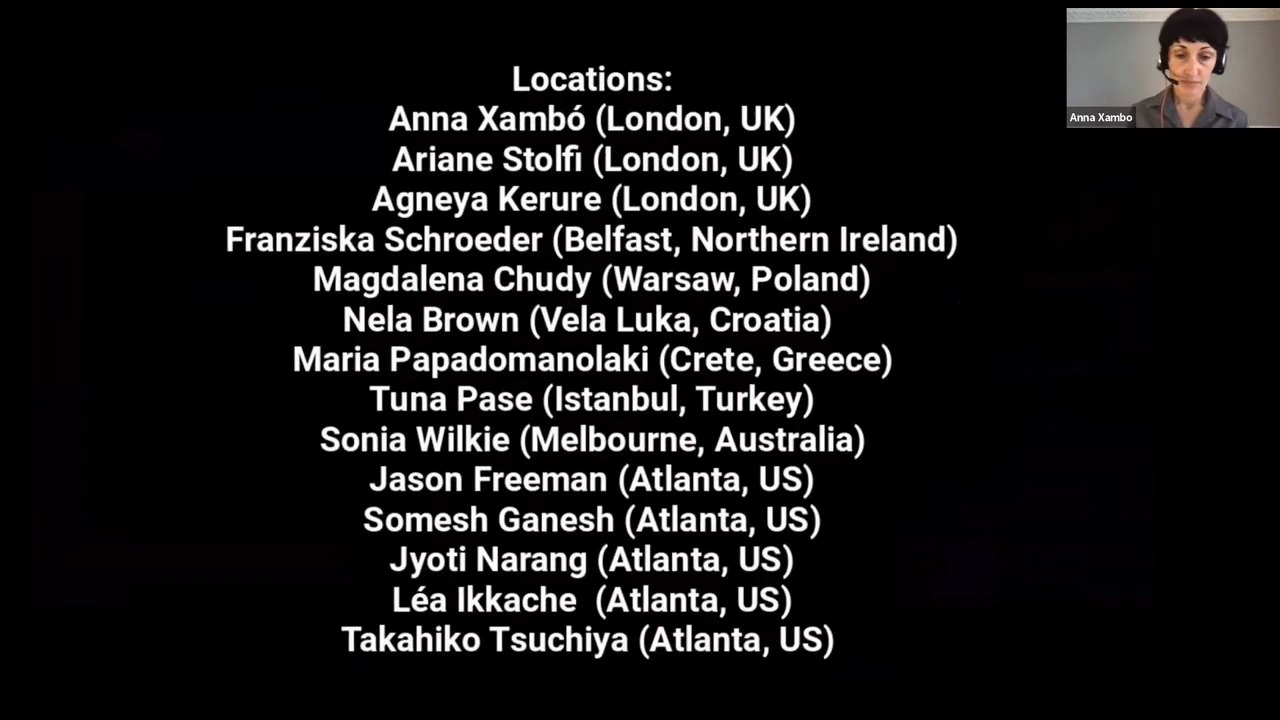 Locations:
Anna Xambó (London, UK)
Ariane Stolfi (London, UK)
Agneya Kerure (London, UK)
Franziska Schroeder (Belfast, Northern Ireland)
Magdalena Chudy (Warsaw, Poland)
Nela Brown (Vela Luka, Croatia)
Maria Papadomanolaki (Crete, Greece)
Tuna Pase (Istanbul, Turkey)
Sonia Wilkie (Melbourne, Australia)
Jason Freeman (Atlanta, US)
Somesh Ganesh (Atlanta, US)
Jyoti Narang (Atlanta, US)
Léa Ikkache  (Atlanta, US)
Takahiko Tsuchiya (Atlanta, US)
Anna Xambo